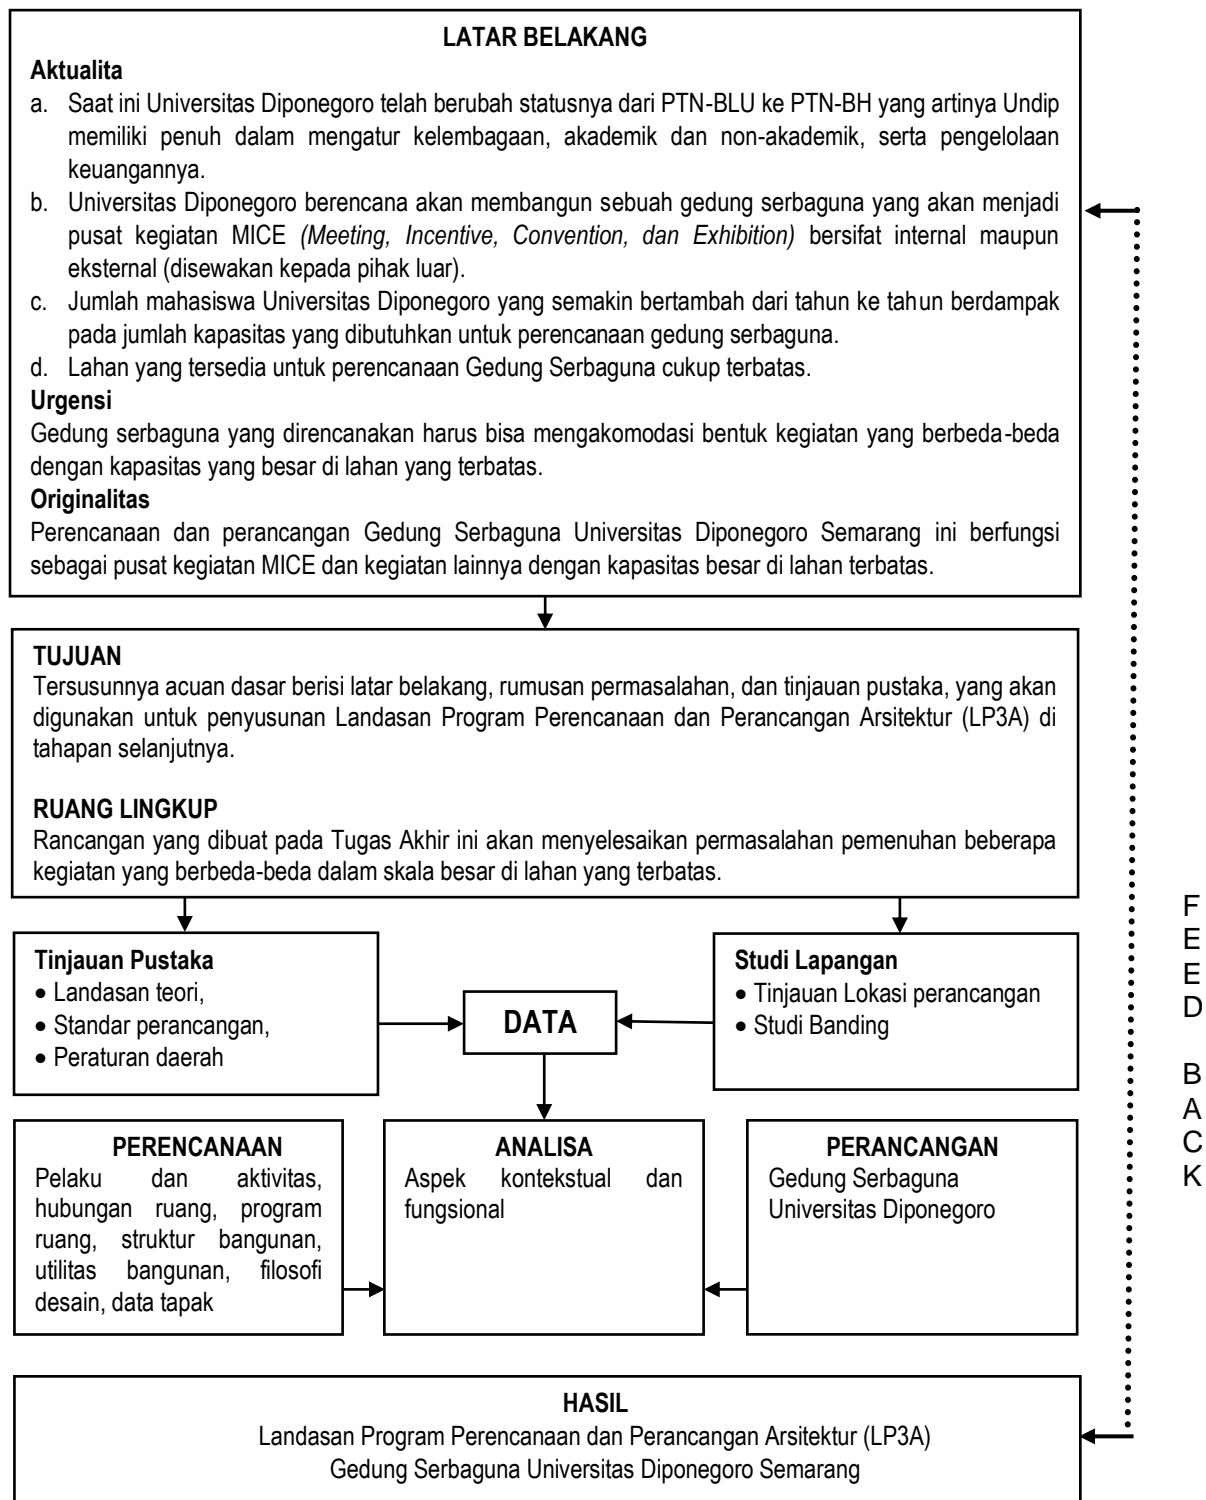 LATAR BELAKANG
Aktualita
a. Saat ini Universitas Diponegoro telah berubah statusnya dari PTN-BLU ke PTN-BH yang artinya Undip
memiliki penuh dalam mengatur kelembagaan, akademik dan non-akademik, serta pengelolaan
keuangannya.
b. Universitas Diponegoro berencana akan membangun sebuah gedung serbaguna yang akan menjadi
pusat kegiatan MICE (Meeting, Incentive, Convention, dan Exhibition) bersifat internal maupun
eksternal (disewakan kepada pihak luar).
c. Jumlah mahasiswa Universitas Diponegoro yang semakin bertambah dari tahun ke tahun berdampak
pada jumlah kapasitas yang dibutuhkan untuk perencanaan gedung serbaguna.
d. Lahan yang tersedia untuk perencanaan Gedung Serbaguna cukup terbatas.
Urgensi
Gedung serbaguna yang direncanakan harus bisa mengakomodasi bentuk kegiatan yang berbeda-beda
dengan kapasitas yang besar di lahan yang terbatas.
Originalitas
Perencanaan dan perancangan Gedung Serbaguna Universitas Diponegoro Semarang ini berfungsi
sebagai pusat kegiatan MICE dan kegiatan lainnya dengan kapasitas besar di lahan terbatas.
TUJUAN
Tersusunnya acuan dasar berisi latar belakang, rumusan permasalahan, dan tinjauan pustaka, yang akan
digunakan untuk penyusunan Landasan Program Perencanaan dan Perancangan Arsitektur (LP3A) di
tahapan selanjutnya.
RUANG LINGKUP
Rancangan yang dibuat pada Tugas Akhir ini akan menyelesaikan permasalahan pemenuhan beberapa
kegiatan yang berbeda-beda dalam skala besar di lahan yang terbatas.
Tinjauan Pustaka
• Landasan teori,
• Standar perancangan,
• Peraturan daerah
DATA
Studi Lapangan
• Tinjauan Lokasi perancangan
• Studi Banding
PERENCANAAN
Pelaku dan aktivitas,
hubungan ruang, program
ruang, struktur bangunan,
utilitas bangunan, filosofi
desain, data tapak
ANALISA
Aspek kontekstual dan
fungsional
PERANCANGAN
Gedung Serbaguna
Universitas Diponegoro
HASIL
Landasan Program Perencanaan dan Perancangan Arsitektur (LP3A)
Gedung Serbaguna Universitas Diponegoro Semarang
F
E
E
D
B
A
C
K